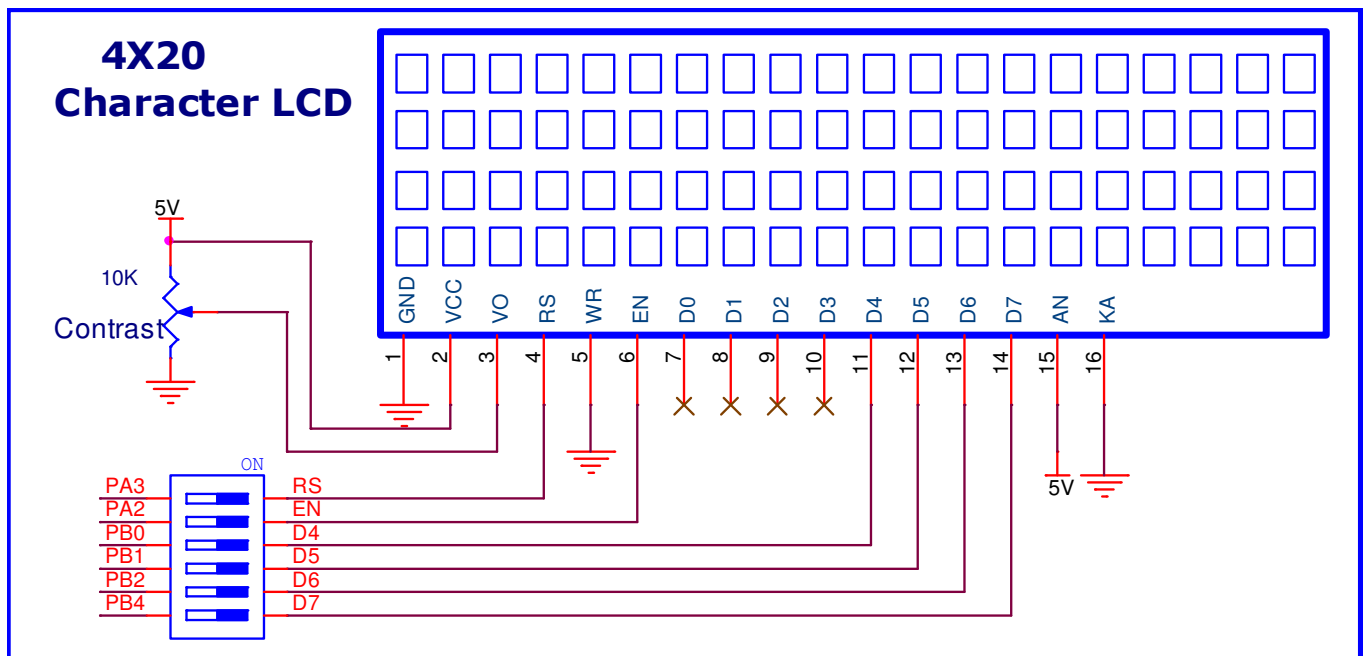 4X20
Character LCD
5V
10K
Contrast
GND
VCC
VO
RS
WR
EN
D0
D1
D2
D3
D4
D5
D6
D7
AN
KA
1
2
3
4
5
6
7
8
9
10
11
12
13
14
15
16
5V
ON
PA3 RS
PA2 EN
PB0 D4
PB1 D5
PB2 D6
PB4 D7